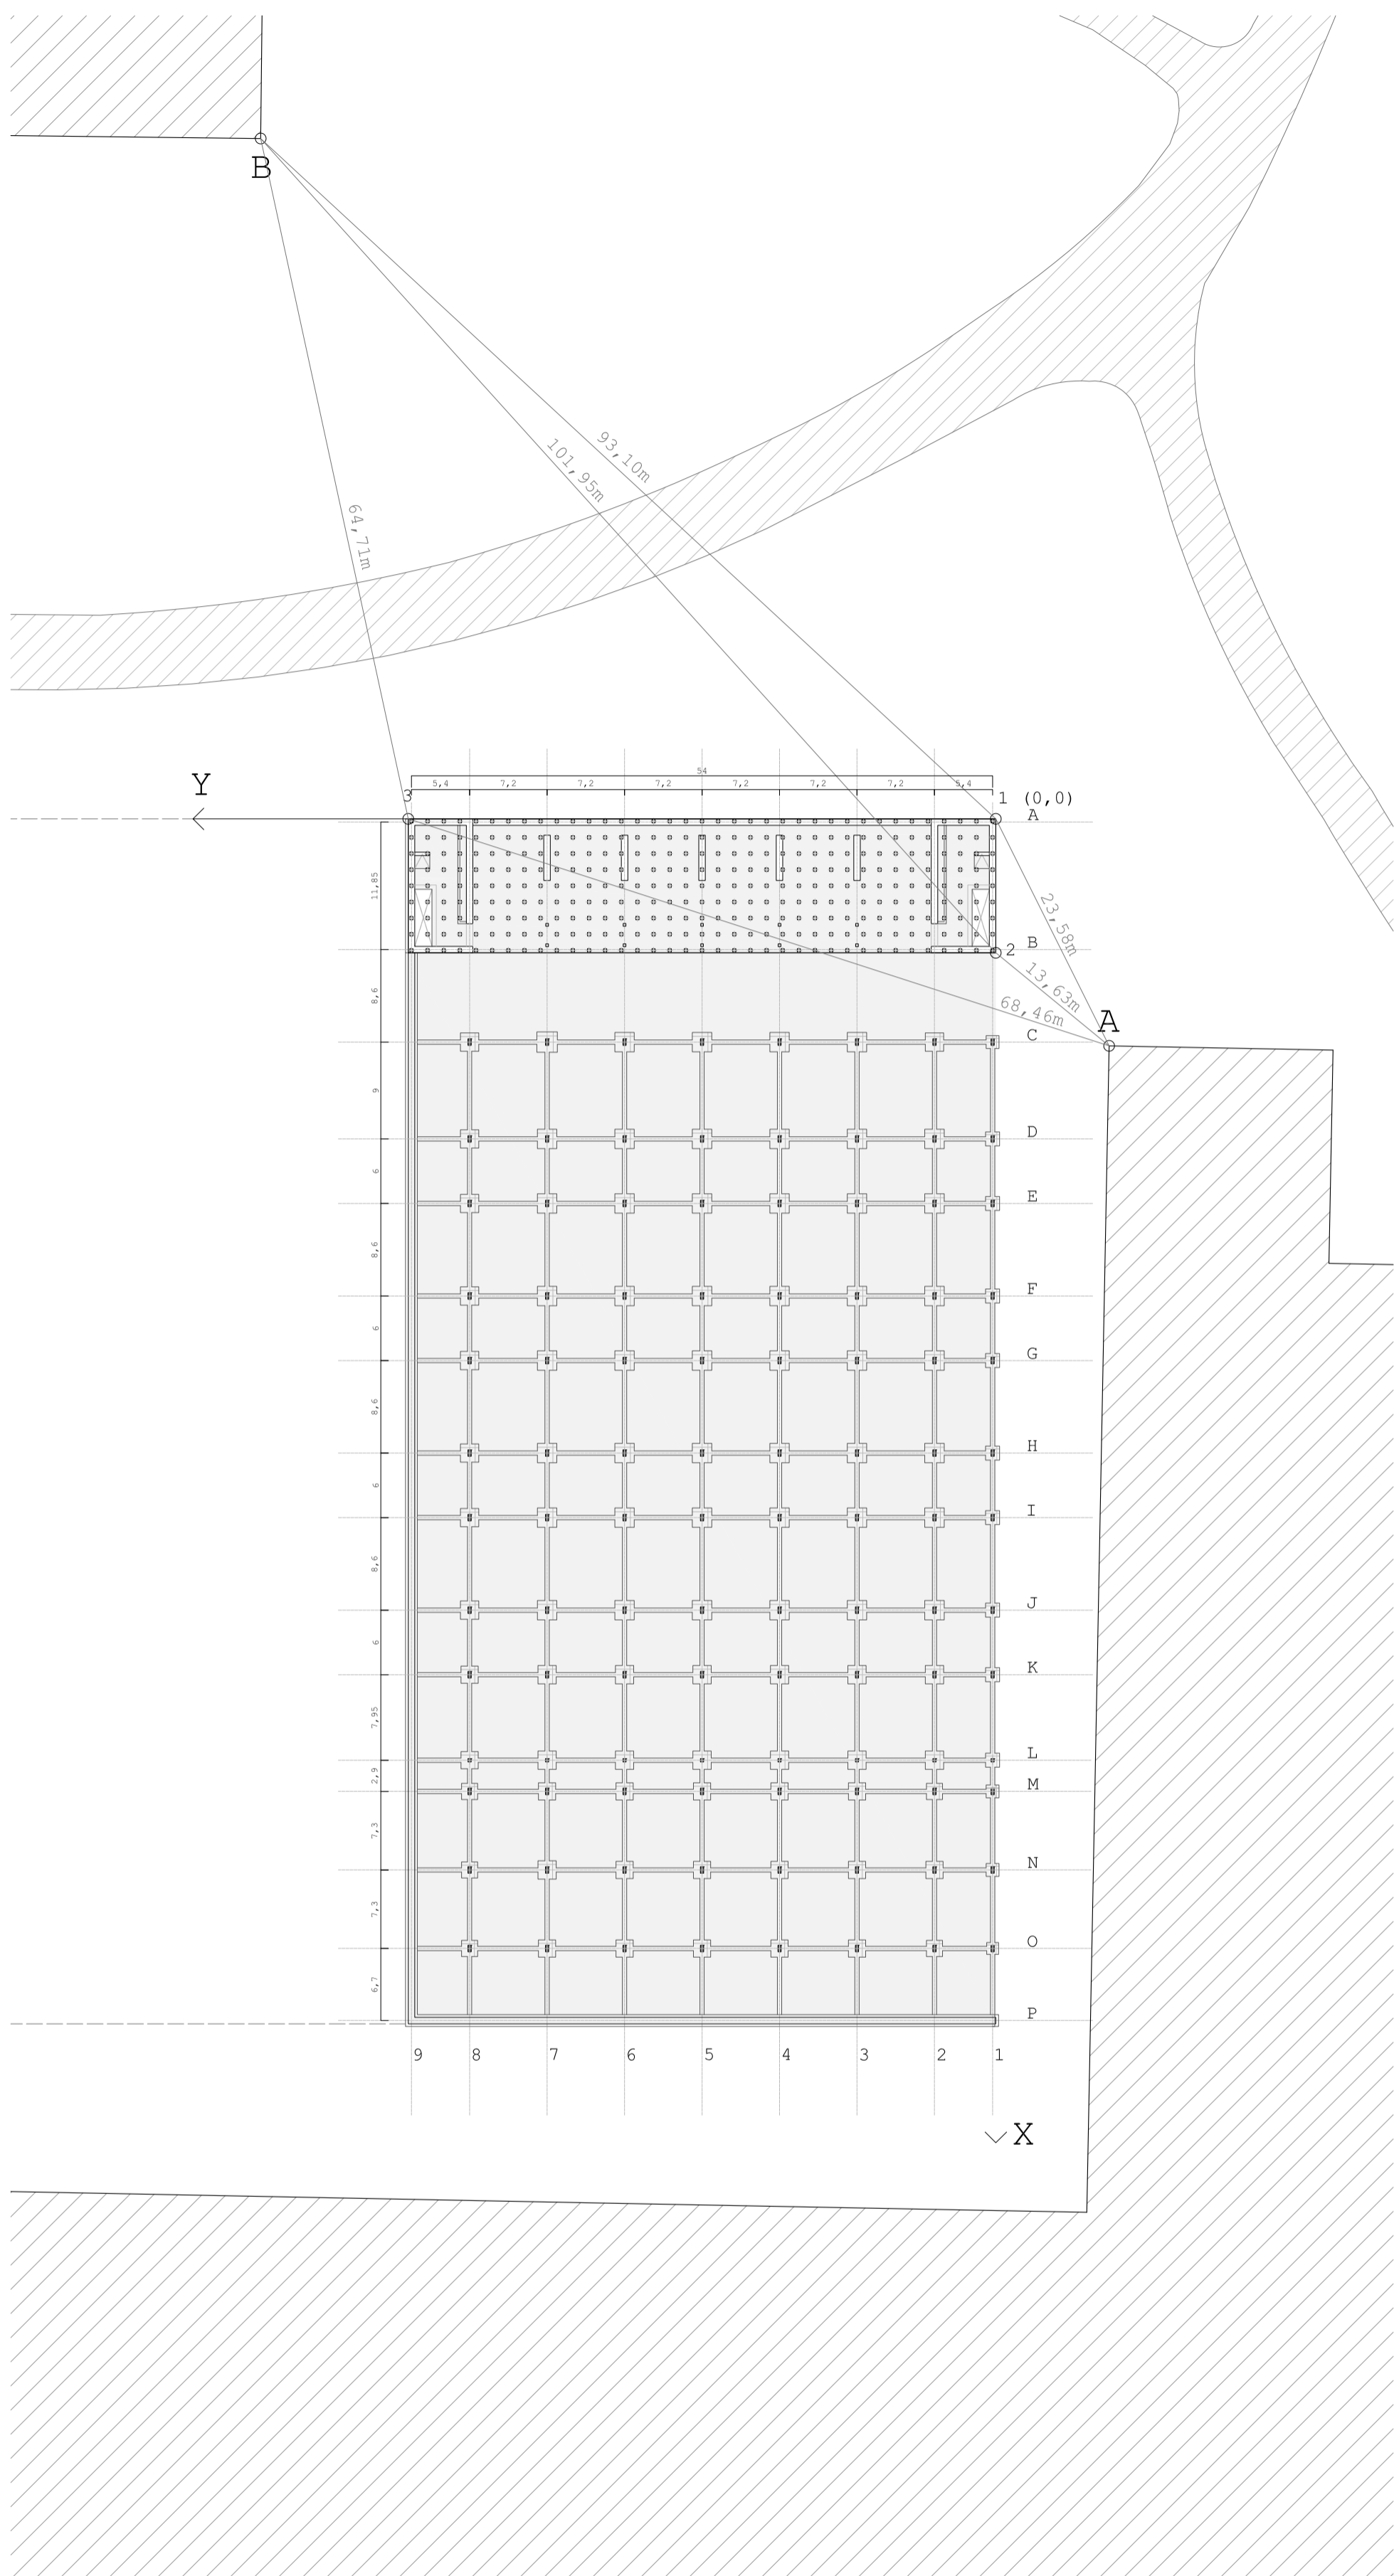 B
93,10m
101,95m
64,71m
54
Y
5,4 7,2 7,2 7,2 7,2 7,2 7,2 5,4
3
1 (0,0)
A
11,85
23,58m
B
2
13,63m
8,6
68,46m
A
C
9
D
6
E
8,6
F
6
G
8,6
H
6
I
8,6
J
6
K
7,95
L
2,9
M
7,3
N
7,3
O
6,7
P
9 8 7 6 5 4 3 2 1
X